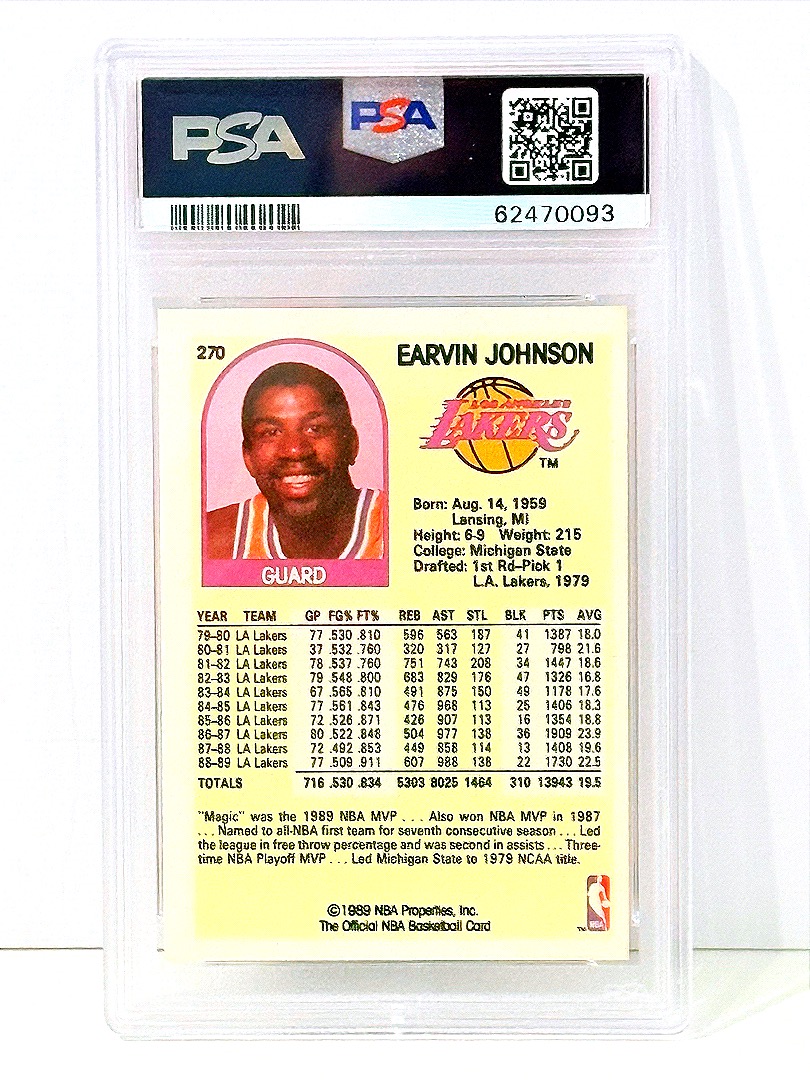 PSA
PSA
62470093
270
EARVIN JOHNSON
LOS ANGELES
LAKERS
TM
Born: Aug. 14, 1959
Lansing, MI
Height: 6-9 Weight: 215
College: Michigan State
Drafted: 1st Rd-Pick 1
L.A. Lakers, 1979
GUARD
YEAR TEAM GP FG% FT% REB AST STL BLK PTS AVG
79-80 LA Lakers 77 .530 .810 596 563 187 41 1387 18.0
80-81 LA Lakers 37 .532 .760 320 317 127 27 798 21.6
81-82 LA Lakers 78 .537 .760 751 743 208 34 1447 18.6
82-83 LA Lakers 79 .548 .800 683 829 176 47 1326 16.8
83-84 LA Lakers 67 .565 .810 491 875 150 49 1178 17.6
84-85 LA Lakers 77 .561 .843 476 968 113 25 1406 18.3
85-86 LA Lakers 72 .526 .871 426 907 113 16 1354 18.8
86-87 LA Lakers 80 .522 .848 504 977 138 36 1909 23.9
87-88 LA Lakers 72 .492 .853 449 858 114 13 1408 19.6
88-89 LA Lakers 77 .509 .911 607 988 138 22 1730 22.5
TOTALS 716 .530 .834 5303 8025 1464 310 13943 19.5
"Magic" was the 1989 NBA MVP . . . Also won NBA MVP in 1987
. . . Named to all-NBA first team for seventh consecutive season . . . Led
the league in free throw percentage and was second in assists . . . Three-
time NBA Playoff MVP . . . Led Michigan State to 1979 NCAA title.
©1989 NBA Properties, Inc.
The Official NBA Basketball Card
TM
NBA